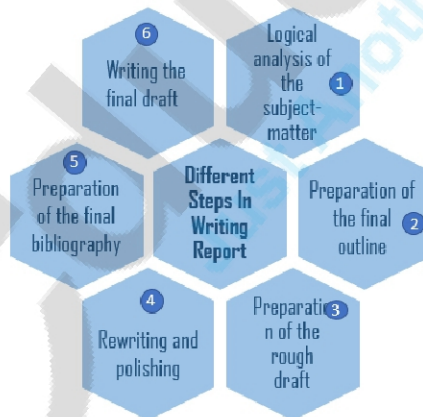 Different
Steps In
Writing
Report
1
Logical
analysis of
the
subject-
matter
2
Preparation of
the final
outline
3
Preparatio
n of the
rough
draft
4
Rewriting and
polishing
5
Preparation
of the final
bibliography
6
Writing the
final draft